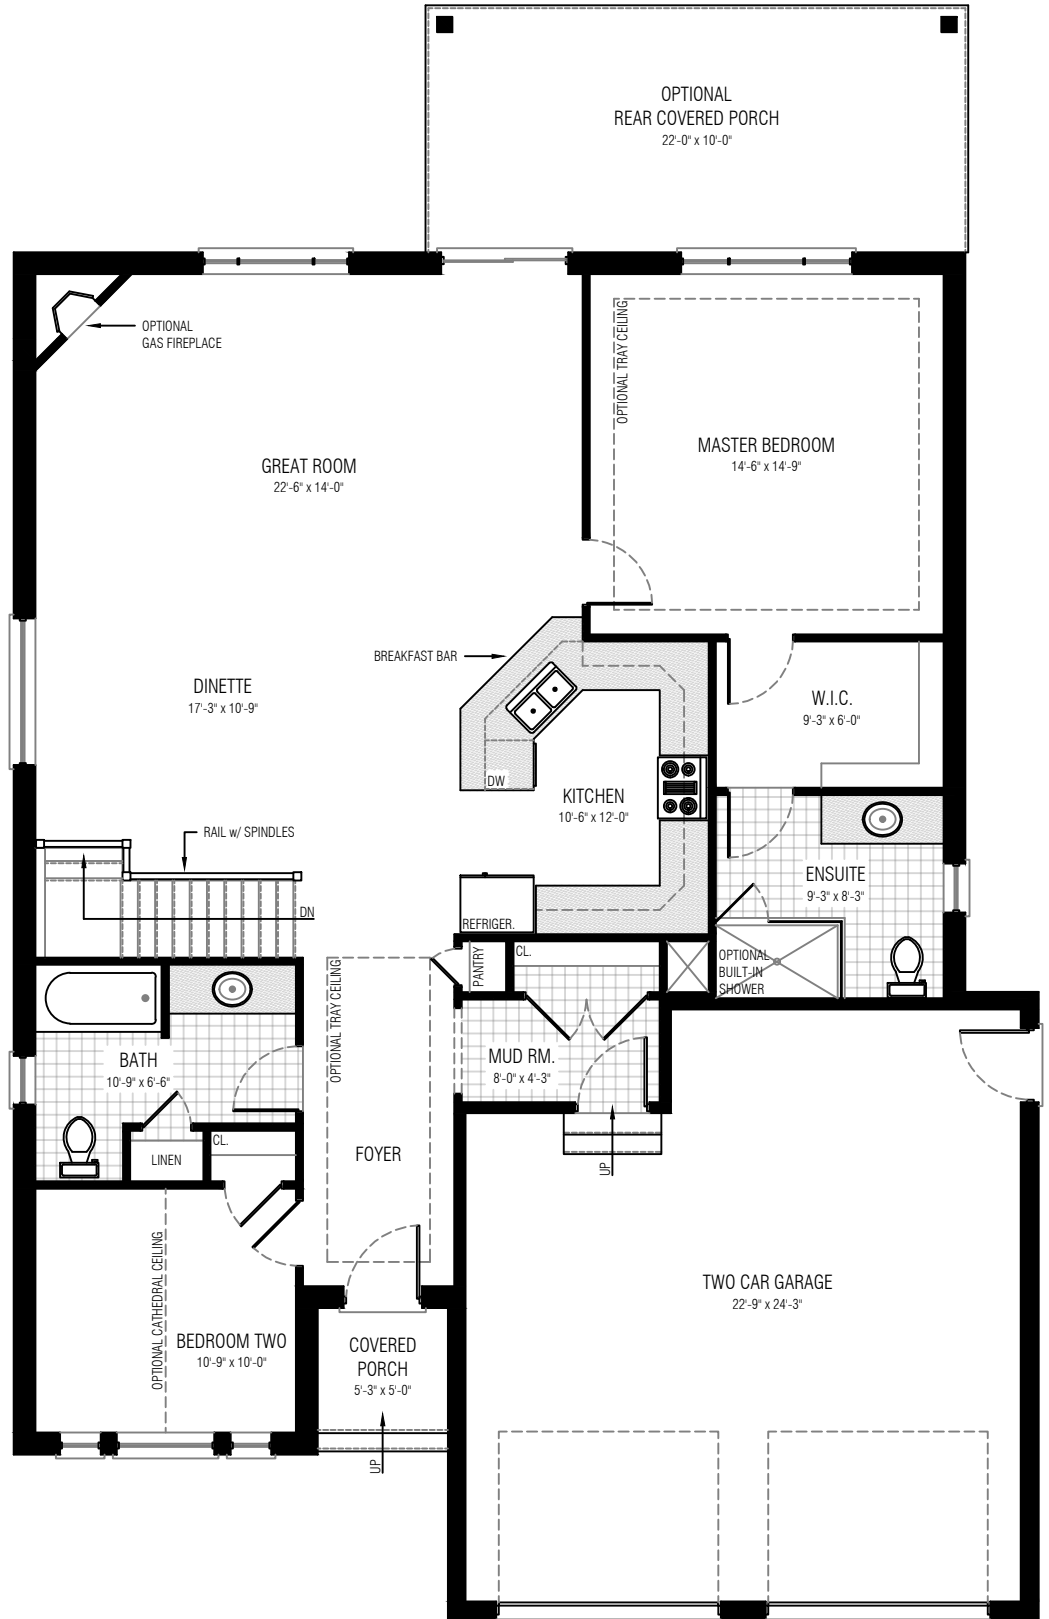 OPTIONAL
REAR COVERED PORCH
22'-0" x 10'-0"
OPTIONAL
GAS FIREPLACE
OPTIONAL TRAY CEILING
GREAT ROOM
22'-6" x 14'-0"
MASTER BEDROOM
14'-6" x 14'-9"
BREAKFAST BAR
DINETTE
17'-3" x 10'-9"
W.I.C.
9'-3" x 6'-0"
DW
KITCHEN
10'-6" x 12'-0"
RAIL w/ SPINDLES
DN
ENSUITE
9'-3" x 8'-3"
REFRIGER.
PANTRY
CL.
OPTIONAL
BUILT-IN
SHOWER
OPTIONAL TRAY CEILING
BATH
10'-9" x 6'-6"
MUD RM.
8'-0" x 4'-3"
LINEN
CL.
FOYER
UP
OPTIONAL CATHEDRAL CEILING
BEDROOM TWO
10'-9" x 10'-0"
COVERED
PORCH
5'-3" x 5'-0"
UP
TWO CAR GARAGE
22'-9" x 24'-3"